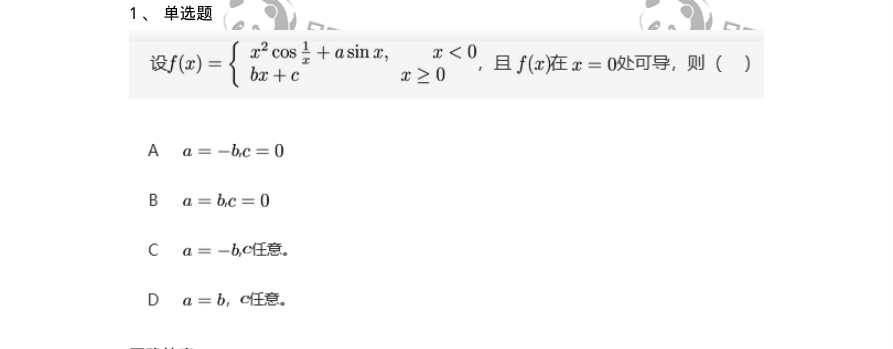 1 、 单选题
设f(x) = { x² cos 1/x + a sin x, x < 0
bx + c x ≥ 0 , 且 f(x)在 x = 0处可导，则（ ）
A a = −b,c = 0
B a = b,c = 0
C a = −b,c任意。
D a = b，c任意。